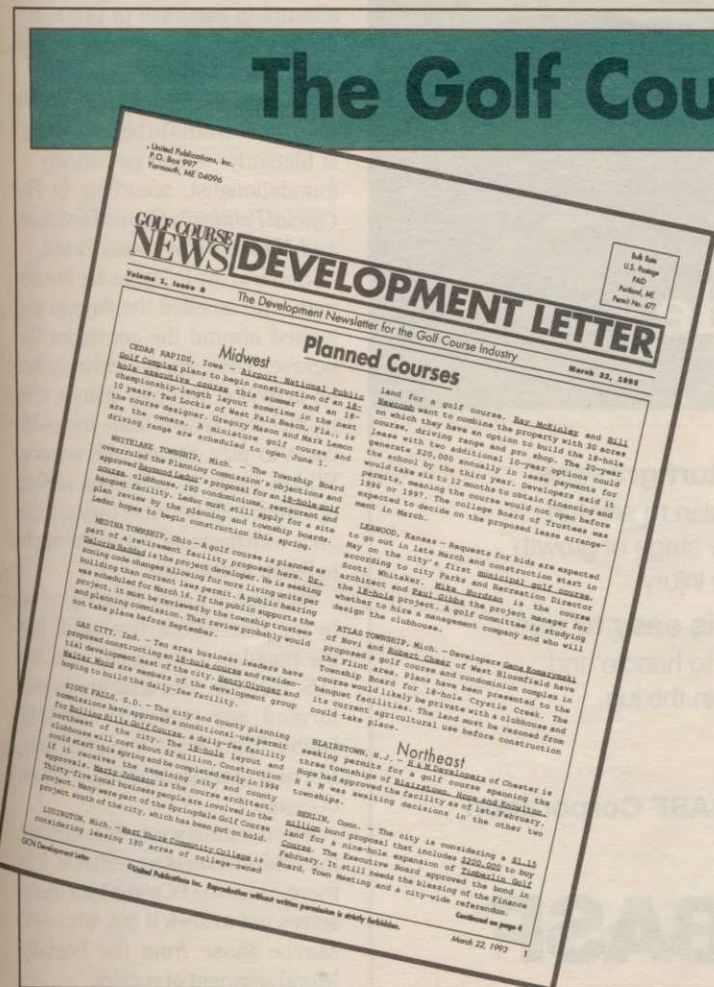 The Golf Cou
United Publications, Inc.
P.O. Box 997
Yarmouth, ME 04096
Bulk Rate
U.S. Postage
PAID
Portland, ME
Permit No. 477
GOLF COURSE
NEWS DEVELOPMENT LETTER
Volume 1, Issue 8
The Development Newsletter for the Golf Course Industry
March 22, 1993
Planned Courses
Midwest
CEDAR RAPIDS, Iowa — Airport National Public
Golf Complex plans to begin construction of an 18-
hole executive course this summer and an 18-
championship-length layout sometime in the next
10 years. Ted Lockie of West Palm Beach, Fla., is
the course designer. Gregory Mason and Mark Lemon
are the owners. A miniature golf course and
driving range are scheduled to open June 1.
WHITELAKE TOWNSHIP, Mich. — The Township Board
overruled the Planning Commission's objections and
approved Raymond Leduc's proposal for an 18-hole golf
course, clubhouse, 190 condominiums, restaurant and
banquet facility. Leduc must still apply for a site
plan review by the planning and township boards.
Leduc hopes to begin construction this spring.
MEDINA TOWNSHIP, Ohio — A golf course is planned as
part of a retirement facility proposed here. Dr.
Delores Haddad is the project developer. He is seeking
zoning code changes allowing for more living units per
building than current laws permit. A public hearing
was scheduled for March 16. If the public supports the
project, it must be reviewed by the township trustees
and planning commission. That review probably would
not take place before September.
GAS CITY, Ind. — Ten area business leaders have
proposed constructing an 18-hole course and residen-
tial development east of the city. Hanry Olynger and
Walter Moud are members of the development group
hoping to build the daily-fee facility.
SIOUX FALLS, S.D. — The city and county planning
commissions have approved a conditional-use permit
for Rolling Hills Golf Course, a daily-fee facility
northwest of the city. The 18-hole layout and
clubhouse will cost about $2 million. Construction
could start this spring and be completed early in 1994
if it receives the remaining city and county
approvals. Marty Johnson is the course architect.
Thirty-five local business people are involved in the
project. Many were part of the Springdale Golf Course
project south of the city, which has been put on hold.
LUDINGTON, Mich. — West Shore Community College is
considering leasing 180 acres of college-owned
land for a golf course. Ray McKinley and Bill
Newcomb want to combine the property with 30 acres
on which they have an option to build the 18-hole
course, driving range and pro shop. The 20-year
lease with two additional 10-year options could
generate $20,000 annually in lease payments for
the school by the third year. Developers said it
would take six to 12 months to obtain financing and
permits, meaning the course would not open before
1996 or 1997. The college Board of Trustees was
expected to decide on the proposed lease arrange-
ment in March.
LEAWOOD, Kansas — Requests for bids are expected
to go out in late March and construction start in
May on the city's first municipal golf course,
according to city Parks and Recreation Director
Scott Whitaker. Mike Nordzan is the course
architect and Paul Gibbs the project manager for
the 18-hole project. A golf committee is studying
whether to hire a management company and who will
design the clubhouse.
ATLAS TOWNSHIP, Mich. — Developers Gene Komarzynski
of Novi and Robert Cheer of West Bloomfield have
proposed a golf course and condominium complex in
the Flint area. Plans have been presented to the
Township Board for 18-hole Crystle Creek. The
course would likely be private with a clubhouse and
banquet facilities. The land must be rezoned from
its current agricultural use before construction
could take place.
Northeast
BLAIRSTOWN, N.J. — H & M Developers of Chester is
seeking permits for a golf course spanning the
three townships of Blairstown, Hope and Knowlton.
Hope had approved the facility as of late February.
H & M was awaiting decisions in the other two
townships.
BERLIN, Conn. — The city is considering a $1.15
million bond proposal that includes $200,000 to buy
land for a nine-hole expansion of Timberlin Golf
Course. The Executive Board approved the bond in
February. It still needs the blessing of the Finance
Board, Town Meeting and a city-wide referendum.
Continued on page 4
GCN Development Letter
©United Publications Inc. Reproduction without written permission is strictly forbidden.
March 22, 1993 1